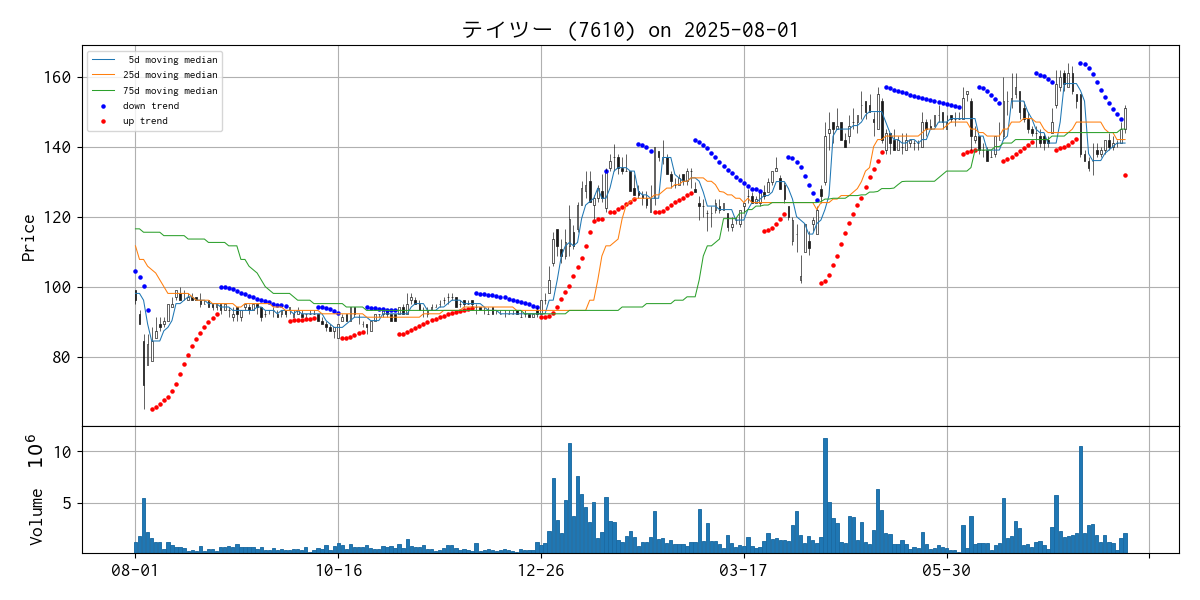 テイツー (7610) on 2025-08-01
5d moving median
25d moving median
75d moving median
down trend
up trend
Price
160
140
120
100
80
Volume 10^6
10
5
08-01
10-16
12-26
03-17
05-30